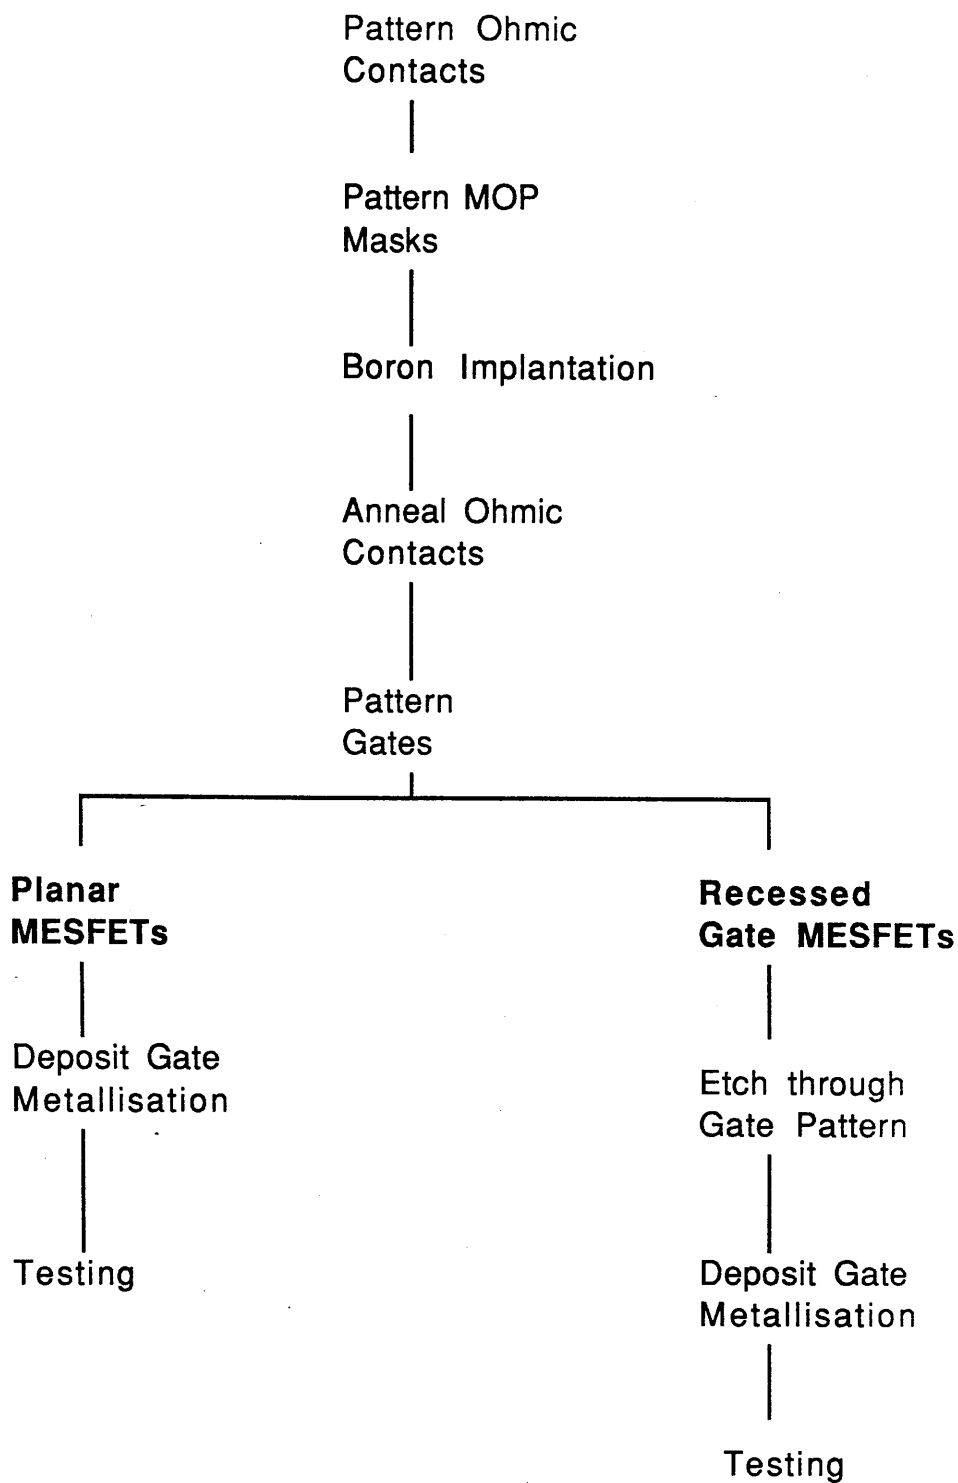 Pattern Ohmic
Contacts
Pattern MOP
Masks
Boron Implantation
Anneal Ohmic
Contacts
Pattern
Gates
Planar
MESFETs
Deposit Gate
Metallisation
Testing
Recessed
Gate MESFETs
Etch through
Gate Pattern
Deposit Gate
Metallisation
Testing